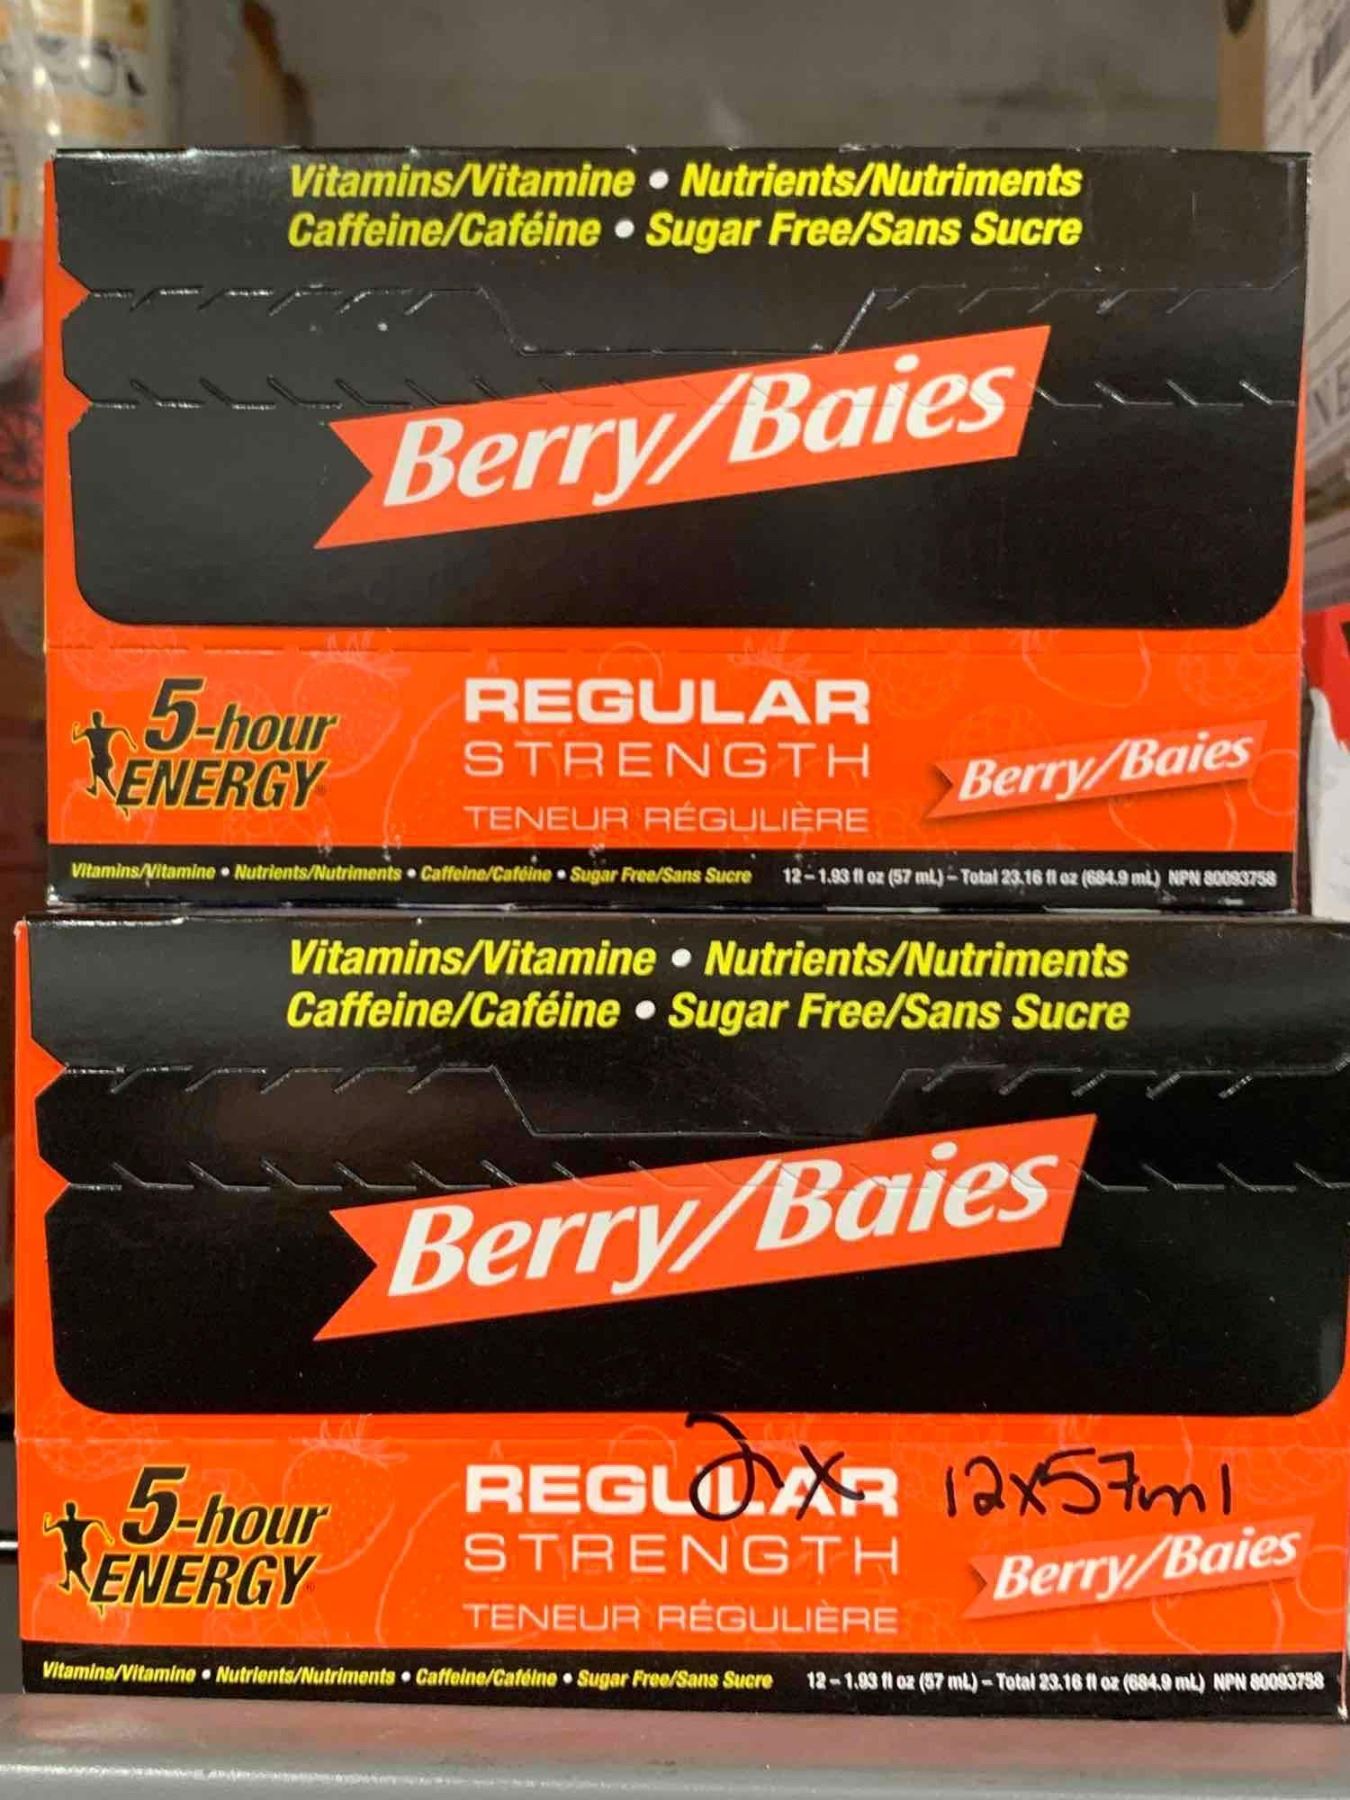 Vitamins/Vitamine • Nutrients/Nutriments
Caffeine/Caféine • Sugar Free/Sans Sucre
Berry/Baies
5-hour
ENERGY
REGULAR
STRENGTH
TENEUR RÉGULIÈRE
Berry/Baies
Vitamins/Vitamine • Nutrients/Nutriments • Caffeine/Caféine • Sugar Free/Sans Sucre 12 – 1.93 fl oz (57 mL) – Total 23.16 fl oz (684.9 mL) NPN 80093758
Vitamins/Vitamine • Nutrients/Nutriments
Caffeine/Caféine • Sugar Free/Sans Sucre
Berry/Baies
2x 12x57ml
5-hour
ENERGY
REGULAR
STRENGTH
TENEUR RÉGULIÈRE
Berry/Baies
Vitamins/Vitamine • Nutrients/Nutriments • Caffeine/Caféine • Sugar Free/Sans Sucre 12 – 1.93 fl oz (57 mL) – Total 23.16 fl oz (684.9 mL) NPN 80093758